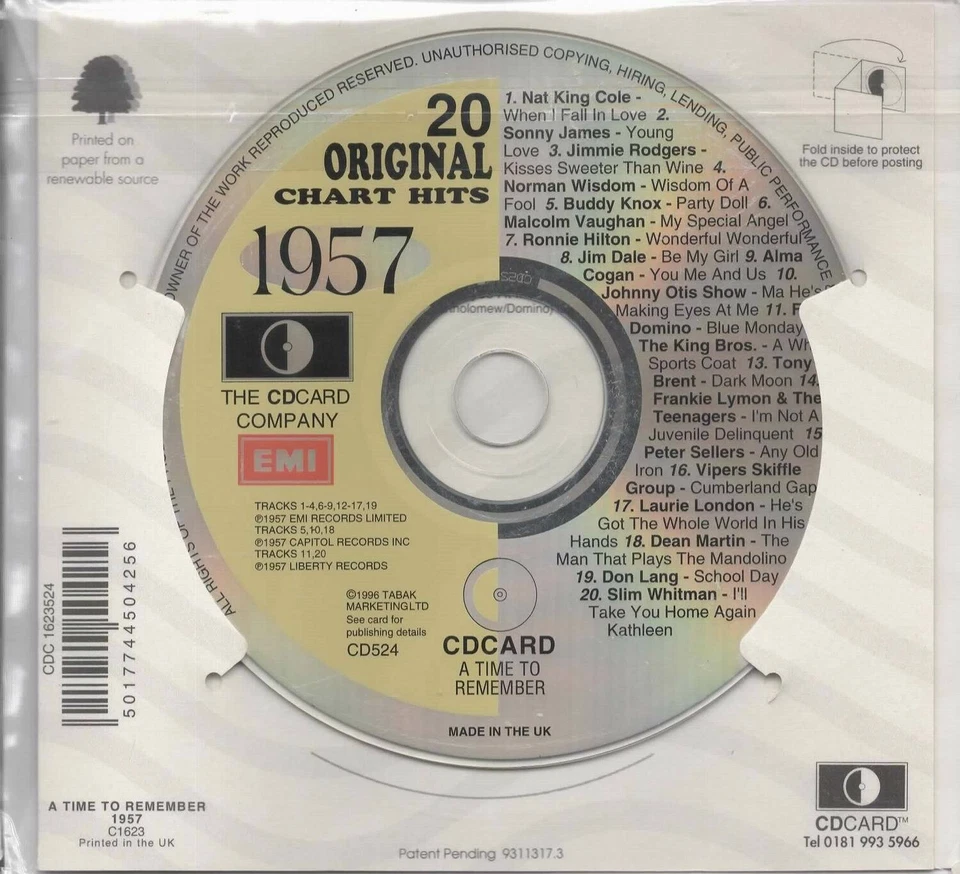 Printed on
paper from a
renewable source
Fold inside to protect
the CD before posting
OWNER OF THE WORK REPRODUCED RESERVED. UNAUTHORISED COPYING, HIRING, LENDING, PUBLIC PERFORMANCE
ALL RIGHTS OF THE
20
ORIGINAL
CHART HITS
1957
THE CDCARD
COMPANY
EMI
TRACKS 1-4,6-9,12-17,19
℗1957 EMI RECORDS LIMITED
TRACKS 5,10,18
℗1957 CAPITOL RECORDS INC
TRACKS 11,20
℗1957 LIBERTY RECORDS
©1996 TABAK
MARKETING LTD
See card for
publishing details
CD524
1. Nat King Cole -
When I Fall In Love 2.
Sonny James - Young
Love 3. Jimmie Rodgers -
Kisses Sweeter Than Wine 4.
Norman Wisdom - Wisdom Of A
Fool 5. Buddy Knox - Party Doll 6.
Malcolm Vaughan - My Special Angel
7. Ronnie Hilton - Wonderful Wonderful
8. Jim Dale - Be My Girl 9. Alma
Cogan - You Me And Us 10.
Johnny Otis Show - Ma He's
Making Eyes At Me 11. F
Domino - Blue Monday
The King Bros. - A Wh
Sports Coat 13. Tony
Brent - Dark Moon 14.
Frankie Lymon & The
Teenagers - I'm Not A
Juvenile Delinquent 15
Peter Sellers - Any Old
Iron 16. Vipers Skiffle
Group - Cumberland Gap
17. Laurie London - He's
Got The Whole World In His
Hands 18. Dean Martin - The
Man That Plays The Mandolino
19. Don Lang - School Day
20. Slim Whitman - I'll
Take You Home Again
Kathleen
tholomew/Domino
CDCARD
A TIME TO
REMEMBER
MADE IN THE UK
CDC 1623524
5017744504256
A TIME TO REMEMBER
1957
C1623
Printed in the UK
Patent Pending 9311317.3
CDCARD™
Tel 0181 993 5966